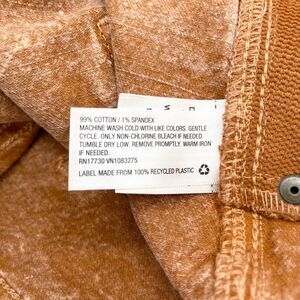 99% COTTON / 1% SPANDEX
MACHINE WASH COLD WITH LIKE COLORS. GENTLE
CYCLE. ONLY NON-CHLORINE BLEACH IF NEEDED.
TUMBLE DRY LOW. REMOVE PROMPTLY. WARM IRON
IF NEEDED.
RN17730 VN1083275
LABEL MADE FROM 100% RECYCLED PLASTIC